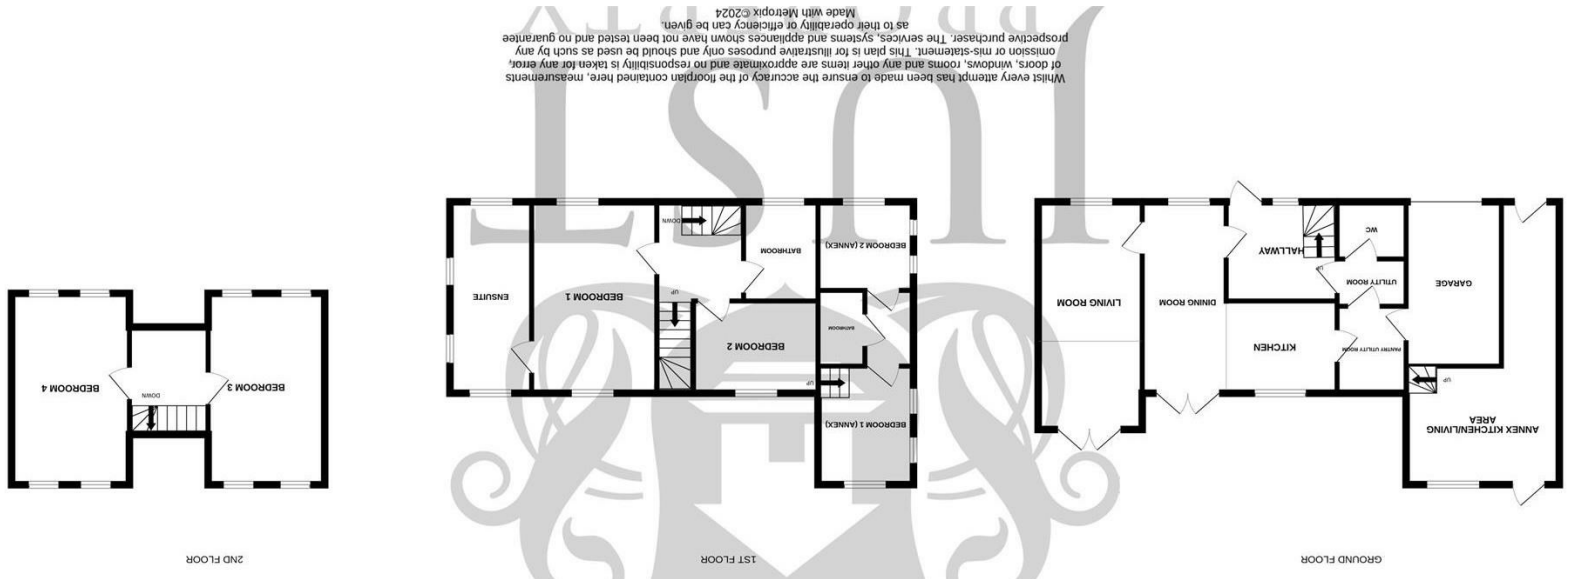 GROUND FLOOR
ANNEX KITCHEN/LIVING
AREA
UP
GARAGE
PANTRY UTILITY ROOM
UTILITY ROOM
WC
KITCHEN
UP
HALLWAY
DINING ROOM
LIVING ROOM
1ST FLOOR
BEDROOM 1 (ANNEX)
UP
BATHROOM
BEDROOM 2 (ANNEX)
BEDROOM 2
BATHROOM
UP
DOWN
BEDROOM 1
ENSUITE
2ND FLOOR
BEDROOM 3
DOWN
BEDROOM 4
JUST
PROPERTY
Whilst every attempt has been made to ensure the accuracy of the floorplan contained here, measurements
of doors, windows, rooms and any other items are approximate and no responsibility is taken for any error,
omission or mis-statement. This plan is for illustrative purposes only and should be used as such by any
prospective purchaser. The services, systems and appliances shown have not been tested and no guarantee
as to their operability or efficiency can be given.
Made with Metropix ©2024